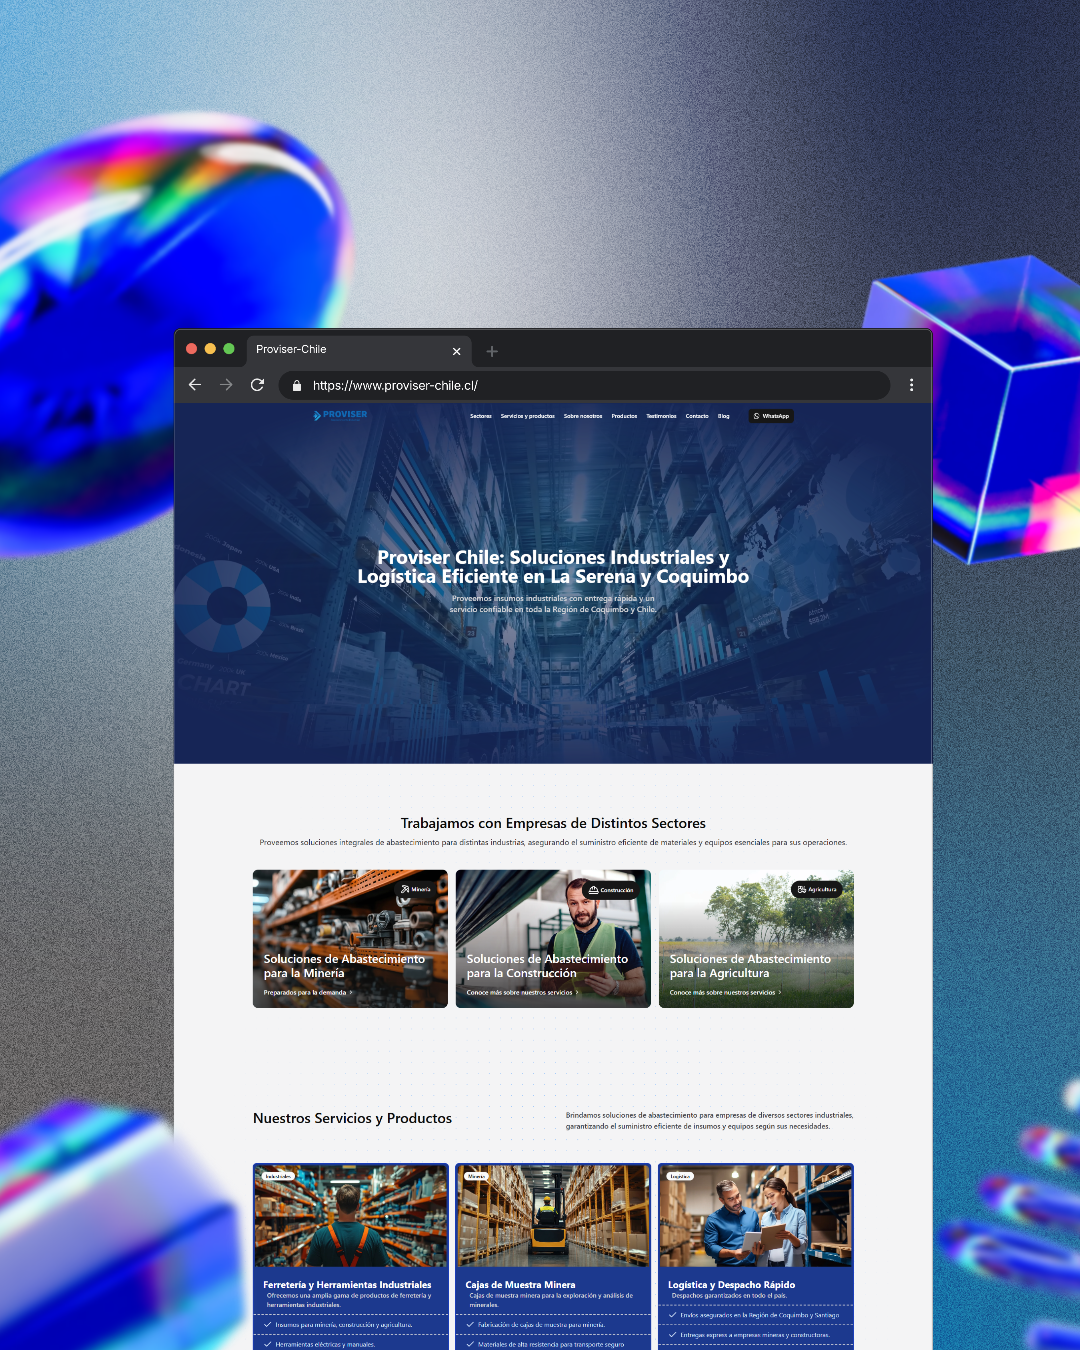 Proviser-Chile
https://www.proviser-chile.cl/
PROVISER
Sectores Servicios y productos Sobre nosotros Productos Testimonios Contacto Blog WhatsApp
Proviser Chile: Soluciones Industriales y
Logística Eficiente en La Serena y Coquimbo
Proveemos insumos industriales con entrega rápida y un
servicio confiable en toda la Región de Coquimbo y Chile.
CHART
Trabajamos con Empresas de Distintos Sectores
Proveemos soluciones integrales de abastecimiento para distintas industrias, asegurando el suministro eficiente de materiales y equipos esenciales para sus operaciones.
Minería
Soluciones de Abastecimiento
para la Minería
Preparados para la demanda
Construcción
Soluciones de Abastecimiento
para la Construcción
Conoce más sobre nuestros servicios
Agricultura
Soluciones de Abastecimiento
para la Agricultura
Conoce más sobre nuestros servicios
Nuestros Servicios y Productos
Brindamos soluciones de abastecimiento para empresas de diversos sectores industriales,
garantizando el suministro eficiente de insumos y equipos según sus necesidades.
Industriales
Ferretería y Herramientas Industriales
Ofrecemos una amplia gama de productos de ferretería y
herramientas industriales.
Insumos para minería, construcción y agricultura.
Herramientas eléctricas y manuales.
Minería
Cajas de Muestra Minera
Cajas de muestra minera para la exploración y análisis de
minerales.
Fabricación de cajas de muestra para minería.
Materiales de alta resistencia para transporte seguro
Logística
Logística y Despacho Rápido
Despachos garantizados en todo el país.
Envíos asegurados en la Región de Coquimbo y Santiago
Entregas express a empresas mineras y constructoras.